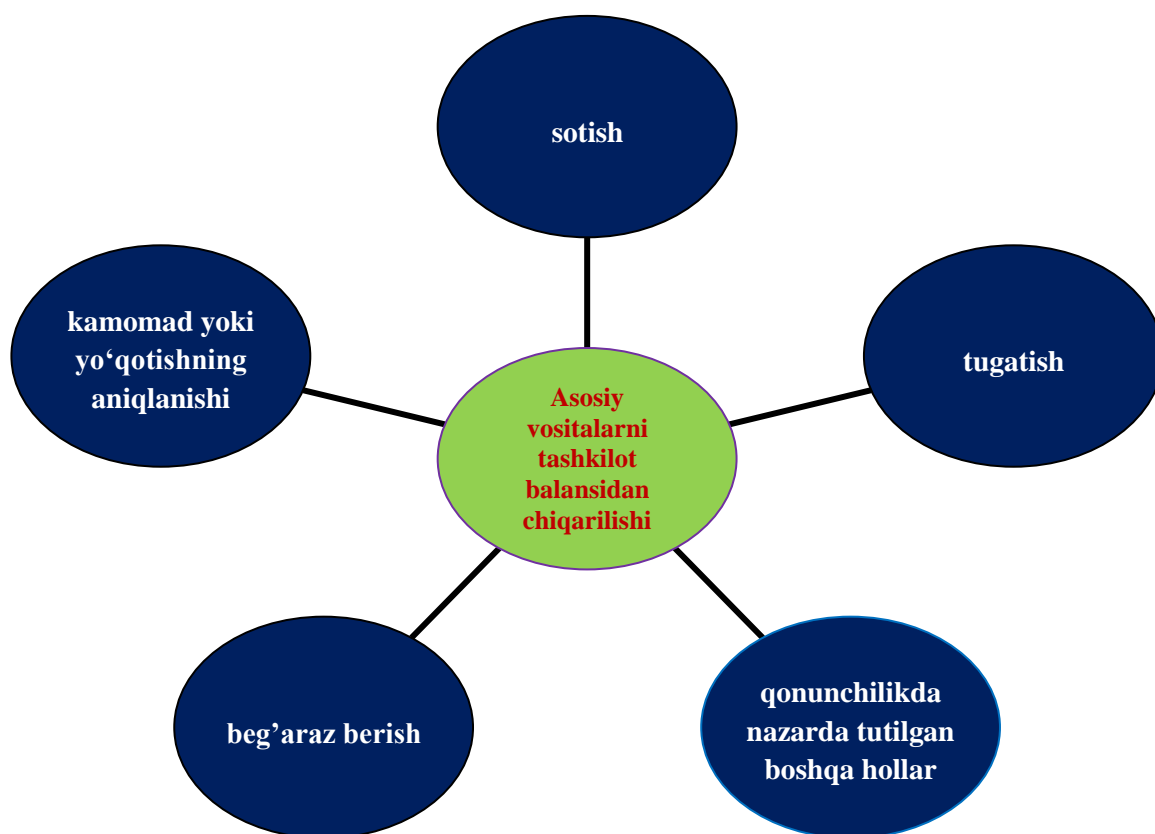 sotish
kamomad yoki
yo‘qotishning
aniqlanishi
tugatish
Asosiy
vositalarni
tashkilot
balansidan
chiqarilishi
beg’araz berish
qonunchilikda
nazarda tutilgan
boshqa hollar